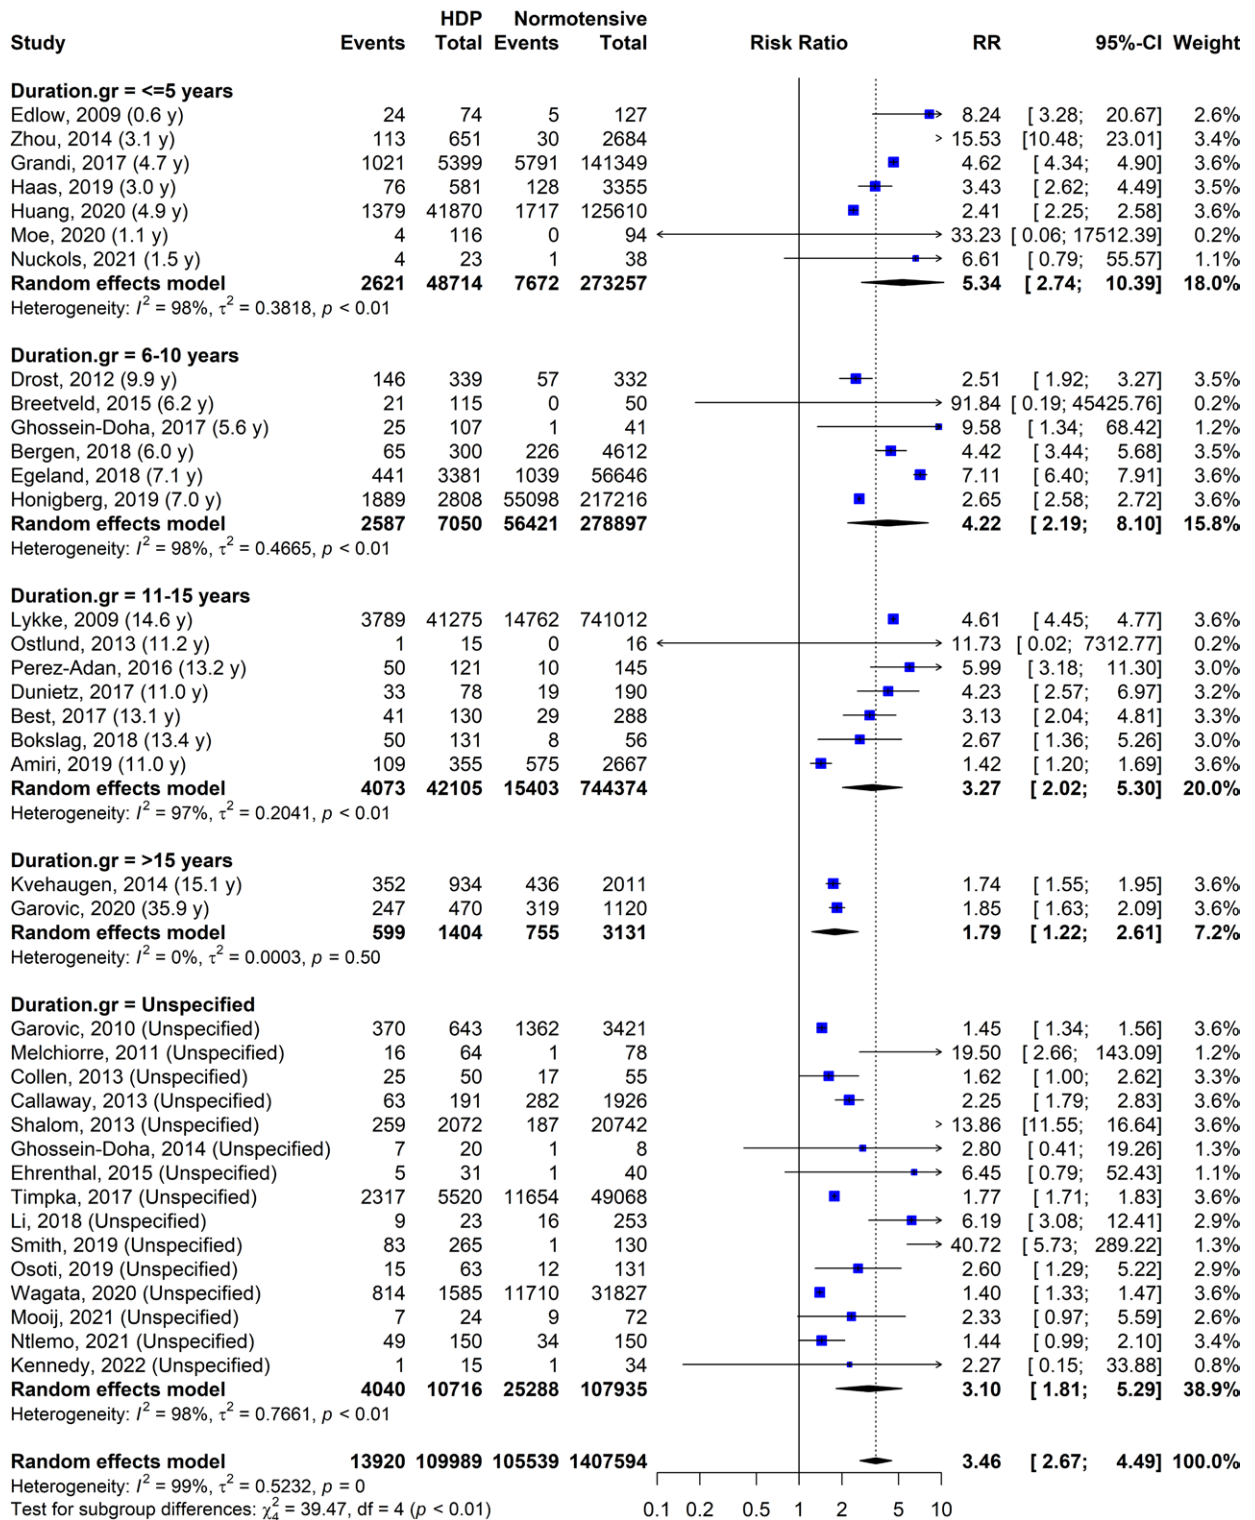 HDP Normotensive
Study Events Total Events Total Risk Ratio RR 95%-CI Weight
Duration.gr = <=5 years
Edlow, 2009 (0.6 y) 24 74 5 127 8.24 [ 3.28; 20.67] 2.6%
Zhou, 2014 (3.1 y) 113 651 30 2684 15.53 [10.48; 23.01] 3.4%
Grandi, 2017 (4.7 y) 1021 5399 5791 141349 4.62 [ 4.34; 4.90] 3.6%
Haas, 2019 (3.0 y) 76 581 128 3355 3.43 [ 2.62; 4.49] 3.5%
Huang, 2020 (4.9 y) 1379 41870 1717 125610 2.41 [ 2.25; 2.58] 3.6%
Moe, 2020 (1.1 y) 4 116 0 94 33.23 [ 0.06; 17512.39] 0.2%
Nuckols, 2021 (1.5 y) 4 23 1 38 6.61 [ 0.79; 55.57] 1.1%
Random effects model 2621 48714 7672 273257 5.34 [ 2.74; 10.39] 18.0%
Heterogeneity: I² = 98%, τ² = 0.3818, p < 0.01
Duration.gr = 6-10 years
Drost, 2012 (9.9 y) 146 339 57 332 2.51 [ 1.92; 3.27] 3.5%
Breetveld, 2015 (6.2 y) 21 115 0 50 91.84 [ 0.19; 45425.76] 0.2%
Ghossein-Doha, 2017 (5.6 y) 25 107 1 41 9.58 [ 1.34; 68.42] 1.2%
Bergen, 2018 (6.0 y) 65 300 226 4612 4.42 [ 3.44; 5.68] 3.5%
Egeland, 2018 (7.1 y) 441 3381 1039 56646 7.11 [ 6.40; 7.91] 3.6%
Honigberg, 2019 (7.0 y) 1889 2808 55098 217216 2.65 [ 2.58; 2.72] 3.6%
Random effects model 2587 7050 56421 278897 4.22 [ 2.19; 8.10] 15.8%
Heterogeneity: I² = 98%, τ² = 0.4665, p < 0.01
Duration.gr = 11-15 years
Lykke, 2009 (14.6 y) 3789 41275 14762 741012 4.61 [ 4.45; 4.77] 3.6%
Ostlund, 2013 (11.2 y) 1 15 0 16 11.73 [ 0.02; 7312.77] 0.2%
Perez-Adan, 2016 (13.2 y) 50 121 10 145 5.99 [ 3.18; 11.30] 3.0%
Dunietz, 2017 (11.0 y) 33 78 19 190 4.23 [ 2.57; 6.97] 3.2%
Best, 2017 (13.1 y) 41 130 29 288 3.13 [ 2.04; 4.81] 3.3%
Bokslag, 2018 (13.4 y) 50 131 8 56 2.67 [ 1.36; 5.26] 3.0%
Amiri, 2019 (11.0 y) 109 355 575 2667 1.42 [ 1.20; 1.69] 3.6%
Random effects model 4073 42105 15403 744374 3.27 [ 2.02; 5.30] 20.0%
Heterogeneity: I² = 97%, τ² = 0.2041, p < 0.01
Duration.gr = >15 years
Kvehaugen, 2014 (15.1 y) 352 934 436 2011 1.74 [ 1.55; 1.95] 3.6%
Garovic, 2020 (35.9 y) 247 470 319 1120 1.85 [ 1.63; 2.09] 3.6%
Random effects model 599 1404 755 3131 1.79 [ 1.22; 2.61] 7.2%
Heterogeneity: I² = 0%, τ² = 0.0003, p = 0.50
Duration.gr = Unspecified
Garovic, 2010 (Unspecified) 370 643 1362 3421 1.45 [ 1.34; 1.56] 3.6%
Melchiorre, 2011 (Unspecified) 16 64 1 78 19.50 [ 2.66; 143.09] 1.2%
Collen, 2013 (Unspecified) 25 50 17 55 1.62 [ 1.00; 2.62] 3.3%
Callaway, 2013 (Unspecified) 63 191 282 1926 2.25 [ 1.79; 2.83] 3.6%
Shalom, 2013 (Unspecified) 259 2072 187 20742 13.86 [11.55; 16.64] 3.6%
Ghossein-Doha, 2014 (Unspecified) 7 20 1 8 2.80 [ 0.41; 19.26] 1.3%
Ehrenthal, 2015 (Unspecified) 5 31 1 40 6.45 [ 0.79; 52.43] 1.1%
Timpka, 2017 (Unspecified) 2317 5520 11654 49068 1.77 [ 1.71; 1.83] 3.6%
Li, 2018 (Unspecified) 9 23 16 253 6.19 [ 3.08; 12.41] 2.9%
Smith, 2019 (Unspecified) 83 265 1 130 40.72 [ 5.73; 289.22] 1.3%
Osoti, 2019 (Unspecified) 15 63 12 131 2.60 [ 1.29; 5.22] 2.9%
Wagata, 2020 (Unspecified) 814 1585 11710 31827 1.40 [ 1.33; 1.47] 3.6%
Mooij, 2021 (Unspecified) 7 24 9 72 2.33 [ 0.97; 5.59] 2.6%
Ntlemo, 2021 (Unspecified) 49 150 34 150 1.44 [ 0.99; 2.10] 3.4%
Kennedy, 2022 (Unspecified) 1 15 1 34 2.27 [ 0.15; 33.88] 0.8%
Random effects model 4040 10716 25288 107935 3.10 [ 1.81; 5.29] 38.9%
Heterogeneity: I² = 98%, τ² = 0.7661, p < 0.01
Random effects model 13920 109989 105539 1407594 3.46 [ 2.67; 4.49] 100.0%
Heterogeneity: I² = 99%, τ² = 0.5232, p = 0
Test for subgroup differences: χ²₄ = 39.47, df = 4 (p < 0.01)
0.1 0.2 0.5 1 2 5 10